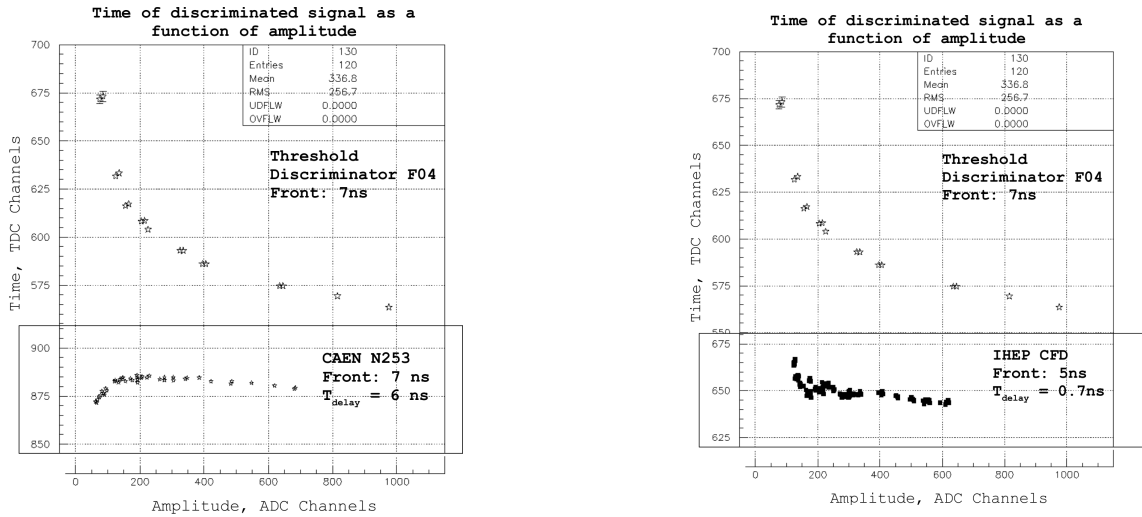 Time of discriminated signal as a
function of amplitude
700
675
650
625
600
575
900
875
850
Time, TDC Channels
ID 130
Entries 120
Mean 336.8
RMS 256.7
UDFLW 0.0000
OVFLW 0.0000
Threshold
Discriminator F04
Front: 7ns
CAEN N253
Front: 7 ns
Tdelay = 6 ns
0 200 400 600 800 1000
Amplitude, ADC Channels
Time of discriminated signal as a
function of amplitude
700
675
650
625
600
575
550
675
650
625
Time, TDC Channels
ID 130
Entries 120
Mean 336.8
RMS 256.7
UDFLW 0.0000
OVFLW 0.0000
Threshold
Discriminator F04
Front: 7ns
IHEP CFD
Front: 5ns
Tdelay = 0.7ns
0 200 400 600 800 1000
Amplitude, ADC Channels